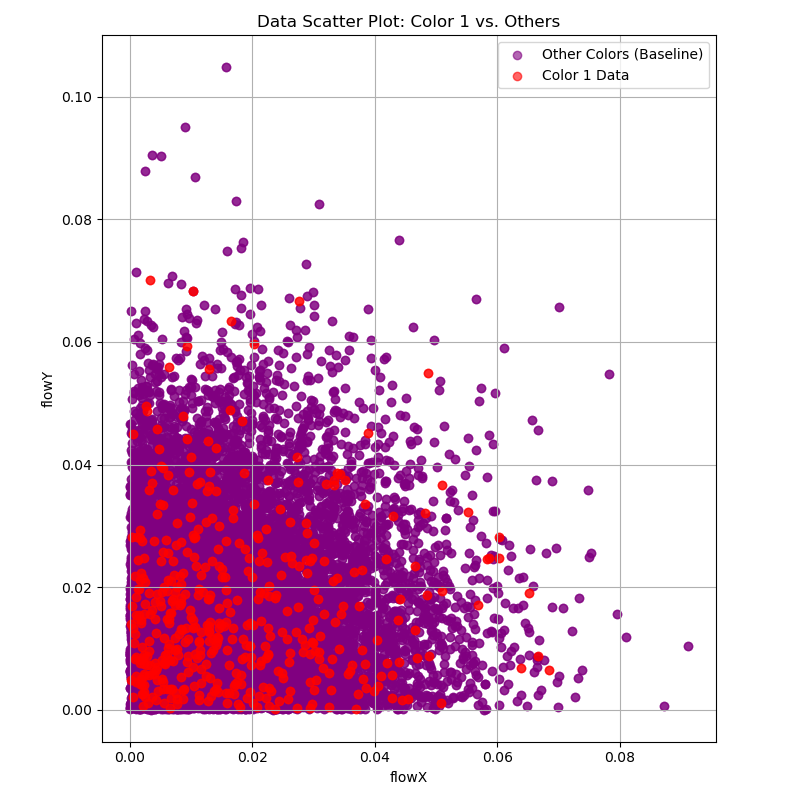 Data Scatter Plot: Color 1 vs. Others
Other Colors (Baseline)
Color 1 Data
0.10
0.08
0.06
0.04
0.02
0.00
flowY
0.00 0.02 0.04 0.06 0.08
flowX